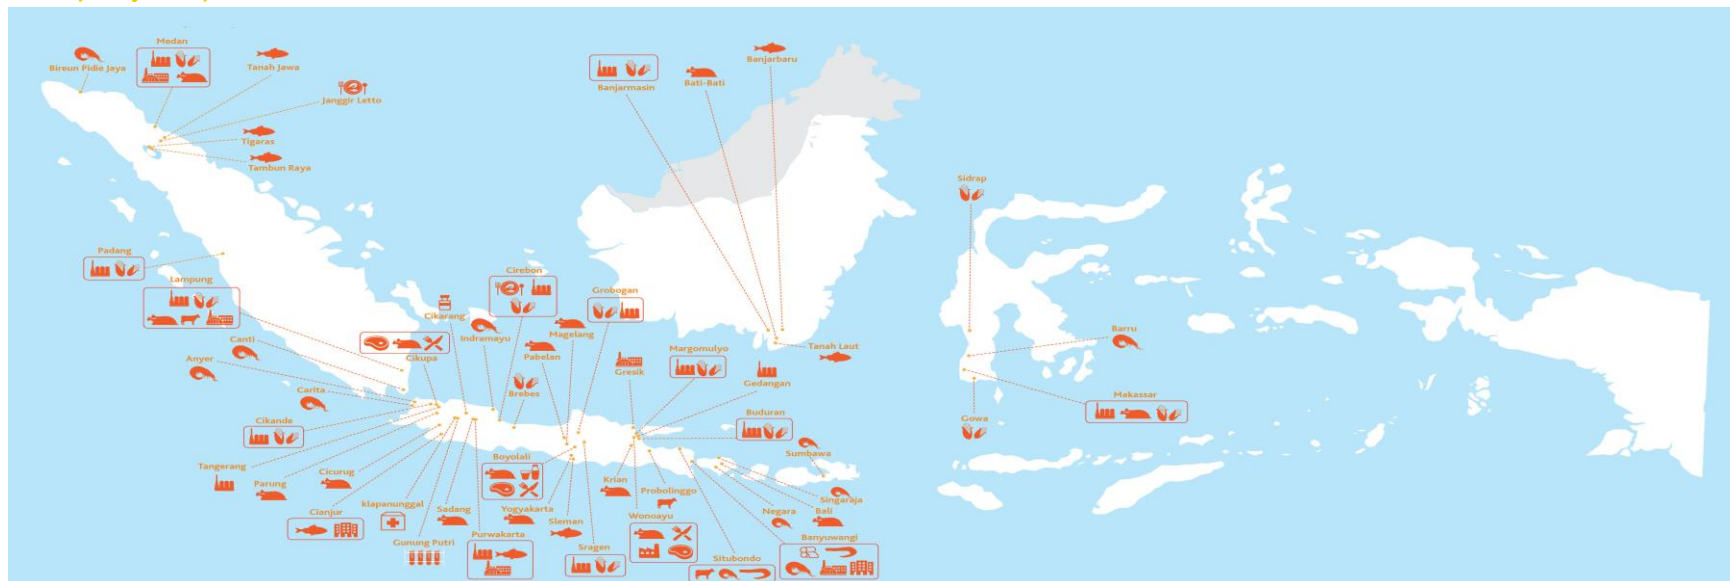 Medan
Bireun Pidie Jaya
Tanah Jawa
Janggir Letto
Tigaras
Tambun Raya
Banjarbaru
Bati-Bati
Banjarmasin
Sidrap
Padang
Lampung
Canti
Anyer
Carita
Cikande
Tangerang
Parung
Cicurug
Cianjur
klapanunggal
Gunung Putri
Sadang
Purwakarta
Cikupa
Cikarang
Indramayu
Cirebon
Brebes
Pabelan
Magelang
Grobogan
Boyolali
Yogyakarta
Sleman
Sragen
Gresik
Margomulyo
Gedangan
Buduran
Krian
Wonoayu
Probolinggo
Situbondo
Negara
Bali
Singaraja
Sumbawa
Banyuwangi
Tanah Laut
Barru
Makassar
Gowa